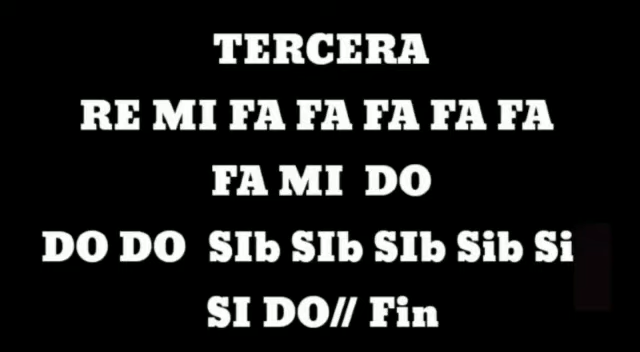 TERCERA
RE MI FA FA FA FA FA
FA MI DO
DO DO SIb SIb SIb Sib Si
SI DO// Fin